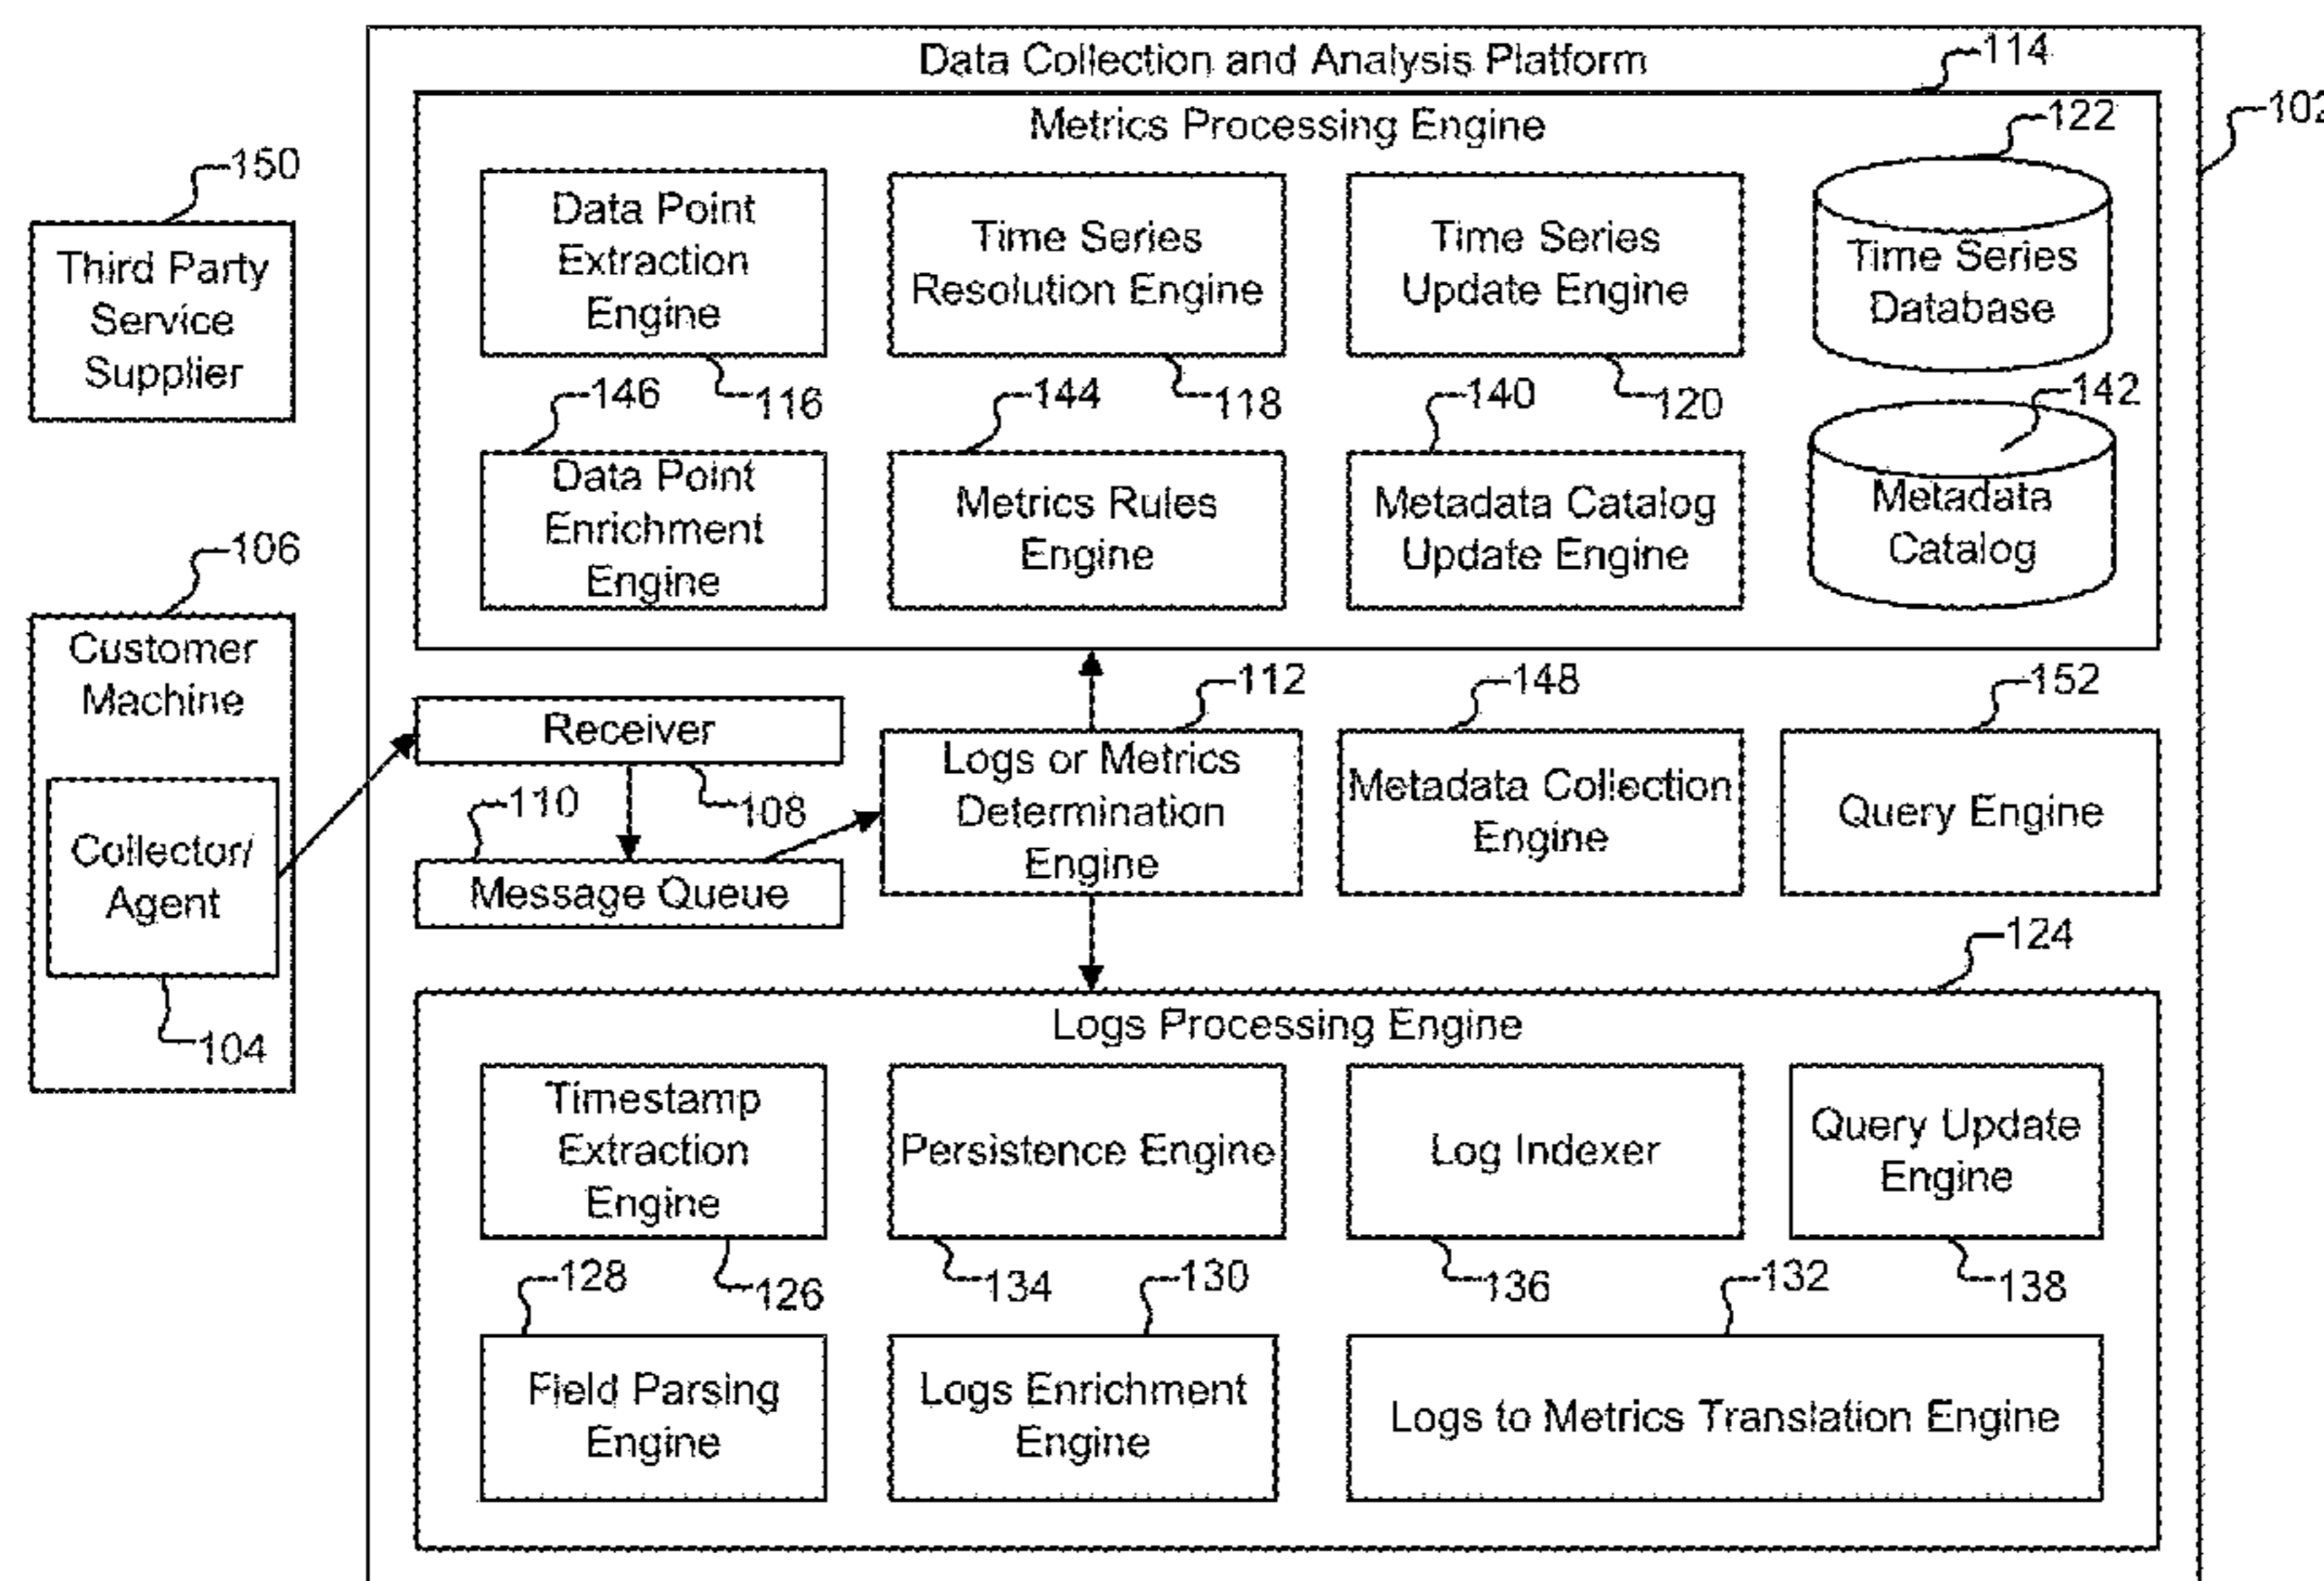 Data Collection and Analysis Platform
114
102
Metrics Processing Engine
122
150
Third Party
Service
Supplier
Data Point
Extraction
Engine
116
Time Series
Resolution Engine
118
Time Series
Update Engine
120
Time Series
Database
146
Data Point
Enrichment
Engine
144
Metrics Rules
Engine
140
Metadata Catalog
Update Engine
142
Metadata
Catalog
106
Customer
Machine
Collector/
Agent
104
Receiver
108
110
Message Queue
112
Logs or Metrics
Determination
Engine
148
Metadata Collection
Engine
152
Query Engine
124
Logs Processing Engine
Timestamp
Extraction
Engine
126
Persistence Engine
134
Log Indexer
136
Query Update
Engine
138
128
Field Parsing
Engine
130
Logs Enrichment
Engine
132
Logs to Metrics Translation Engine